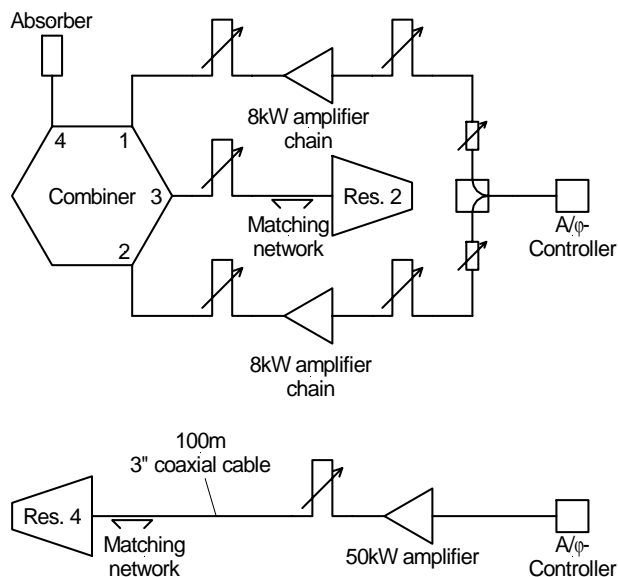 Absorber
8kW amplifier
chain
4
1
Combiner
3
2
Matching
network
Res. 2
A/φ-
Controller
8kW amplifier
chain
100m
3" coaxial cable
Res. 4
Matching
network
50kW amplifier
A/φ-
Controller